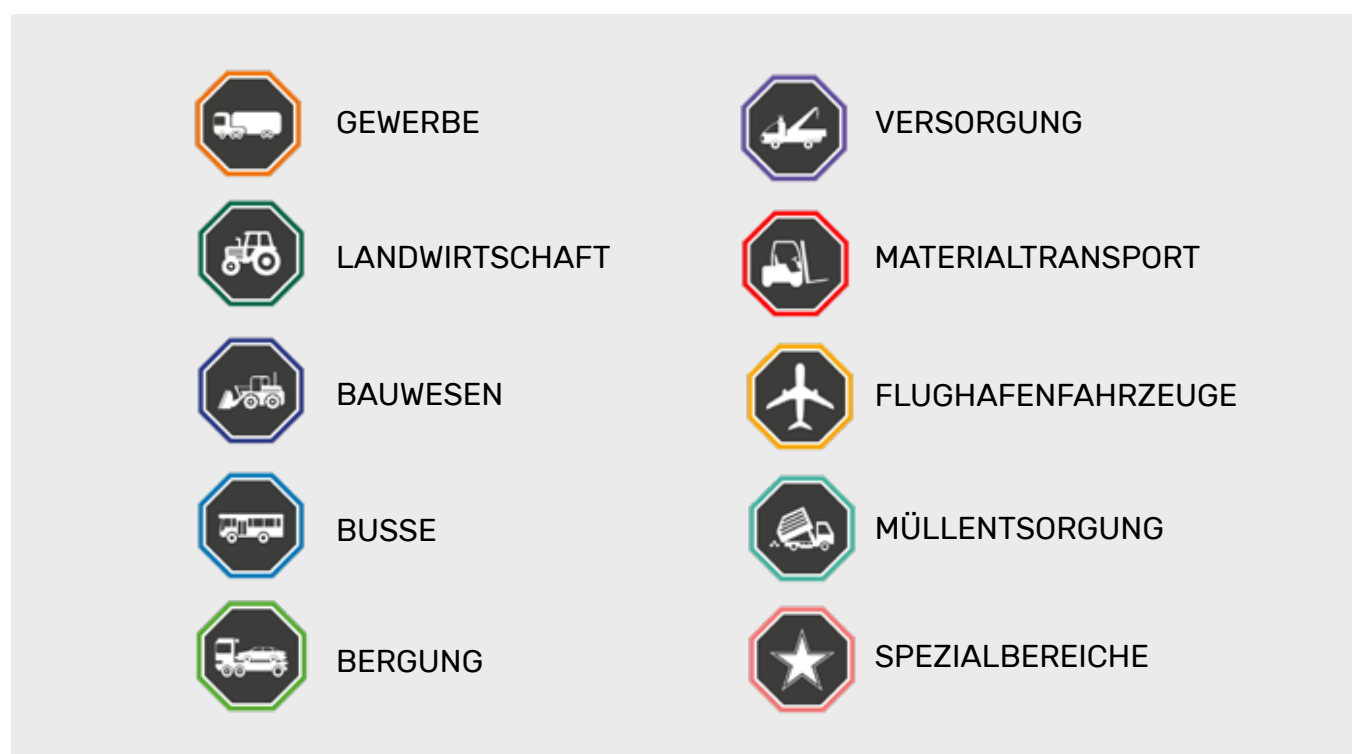 GEWERBE
LANDWIRTSCHAFT
BAUWESEN
BUSSE
BERGUNG
VERSORGUNG
MATERIALTRANSPORT
FLUGHAFENFAHRZEUGE
MÜLLENTSORGUNG
SPEZIALBEREICHE